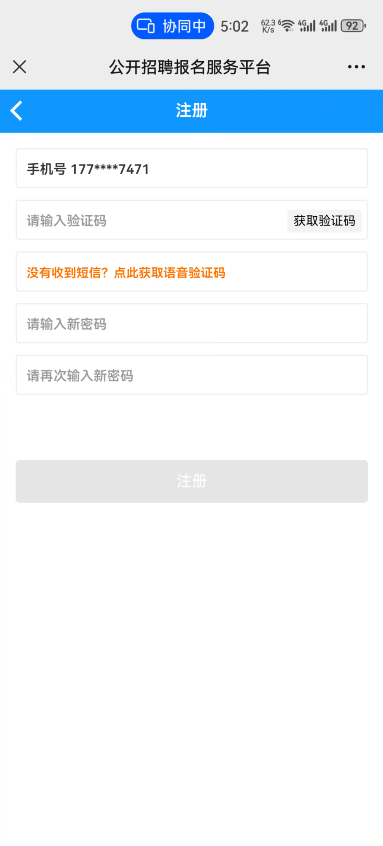 协同中 5:02 62.3 K/s 6 4G 4G 92
公开招聘报名服务平台
注册
手机号 177****7471
请输入验证码 获取验证码
没有收到短信？点此获取语音验证码
请输入新密码
请再次输入新密码
注册